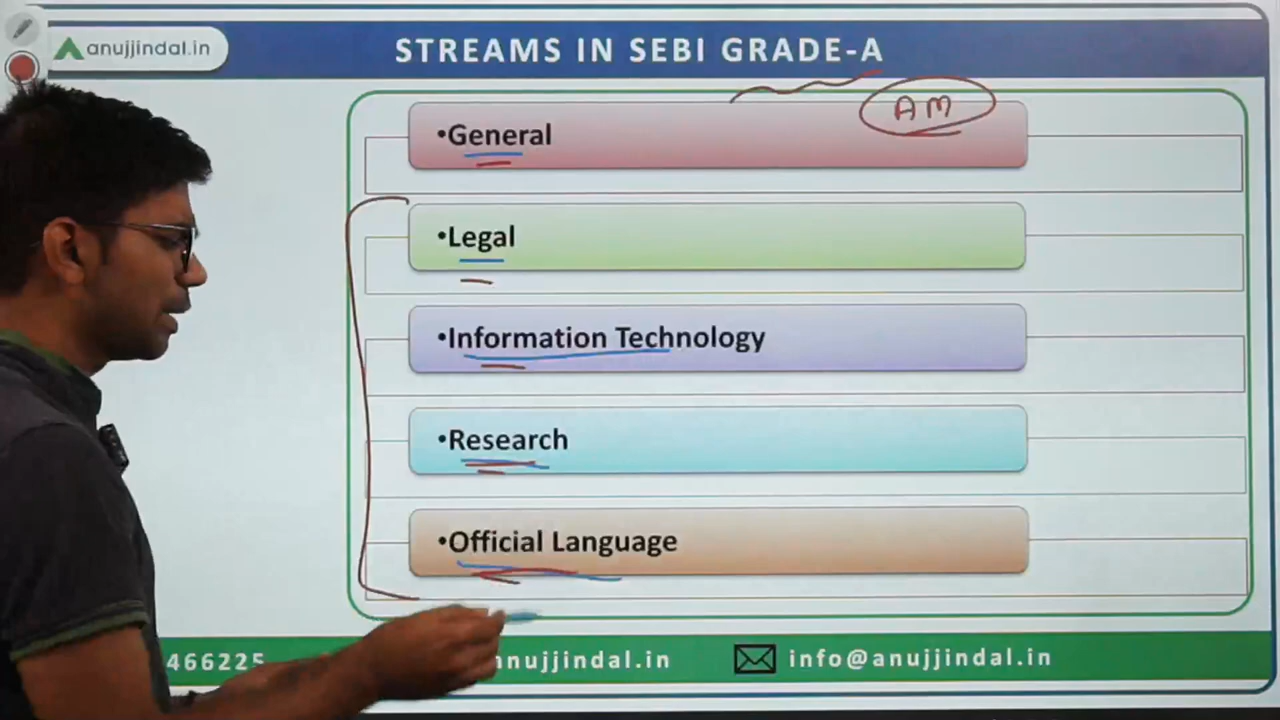 anujjindal.in
STREAMS IN SEBI GRADE-A
AM
•General
•Legal
•Information Technology
•Research
•Official Language
466225
anujjindal.in
info@anujjindal.in